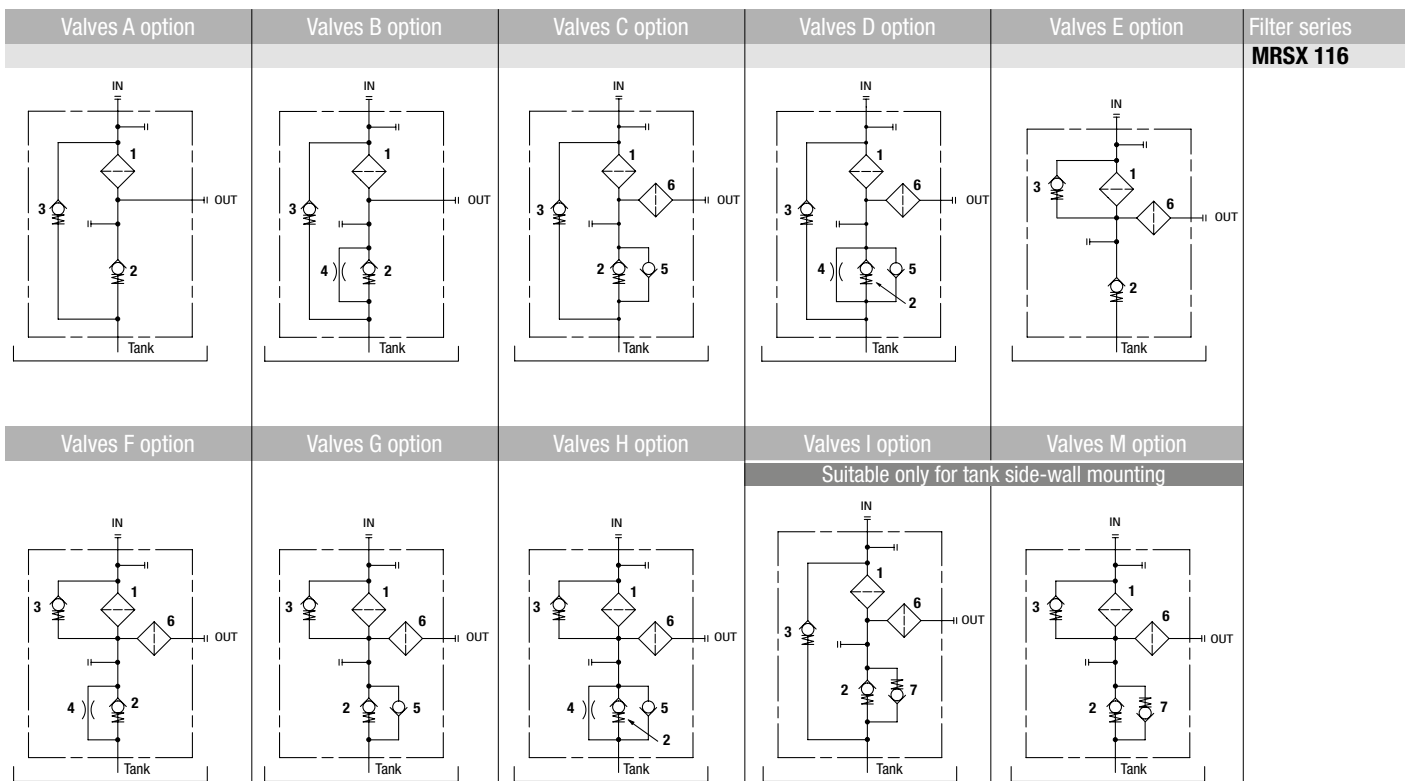 Valves A option
Valves B option
Valves C option
Valves D option
Valves E option
Filter series
MRSX 116
IN
1
3
OUT
2
Tank
IN
1
3
OUT
4
2
Tank
IN
1
6
3
OUT
2
5
Tank
IN
1
6
3
OUT
4
5
2
Tank
IN
1
3
6
OUT
2
Tank
Valves F option
Valves G option
Valves H option
Valves I option
Valves M option
Suitable only for tank side-wall mounting
IN
1
3
6
OUT
4
2
Tank
IN
1
3
6
OUT
2
5
Tank
IN
1
3
6
OUT
4
5
2
Tank
IN
1
6
3
OUT
2
7
Tank
IN
1
3
6
OUT
2
7
Tank